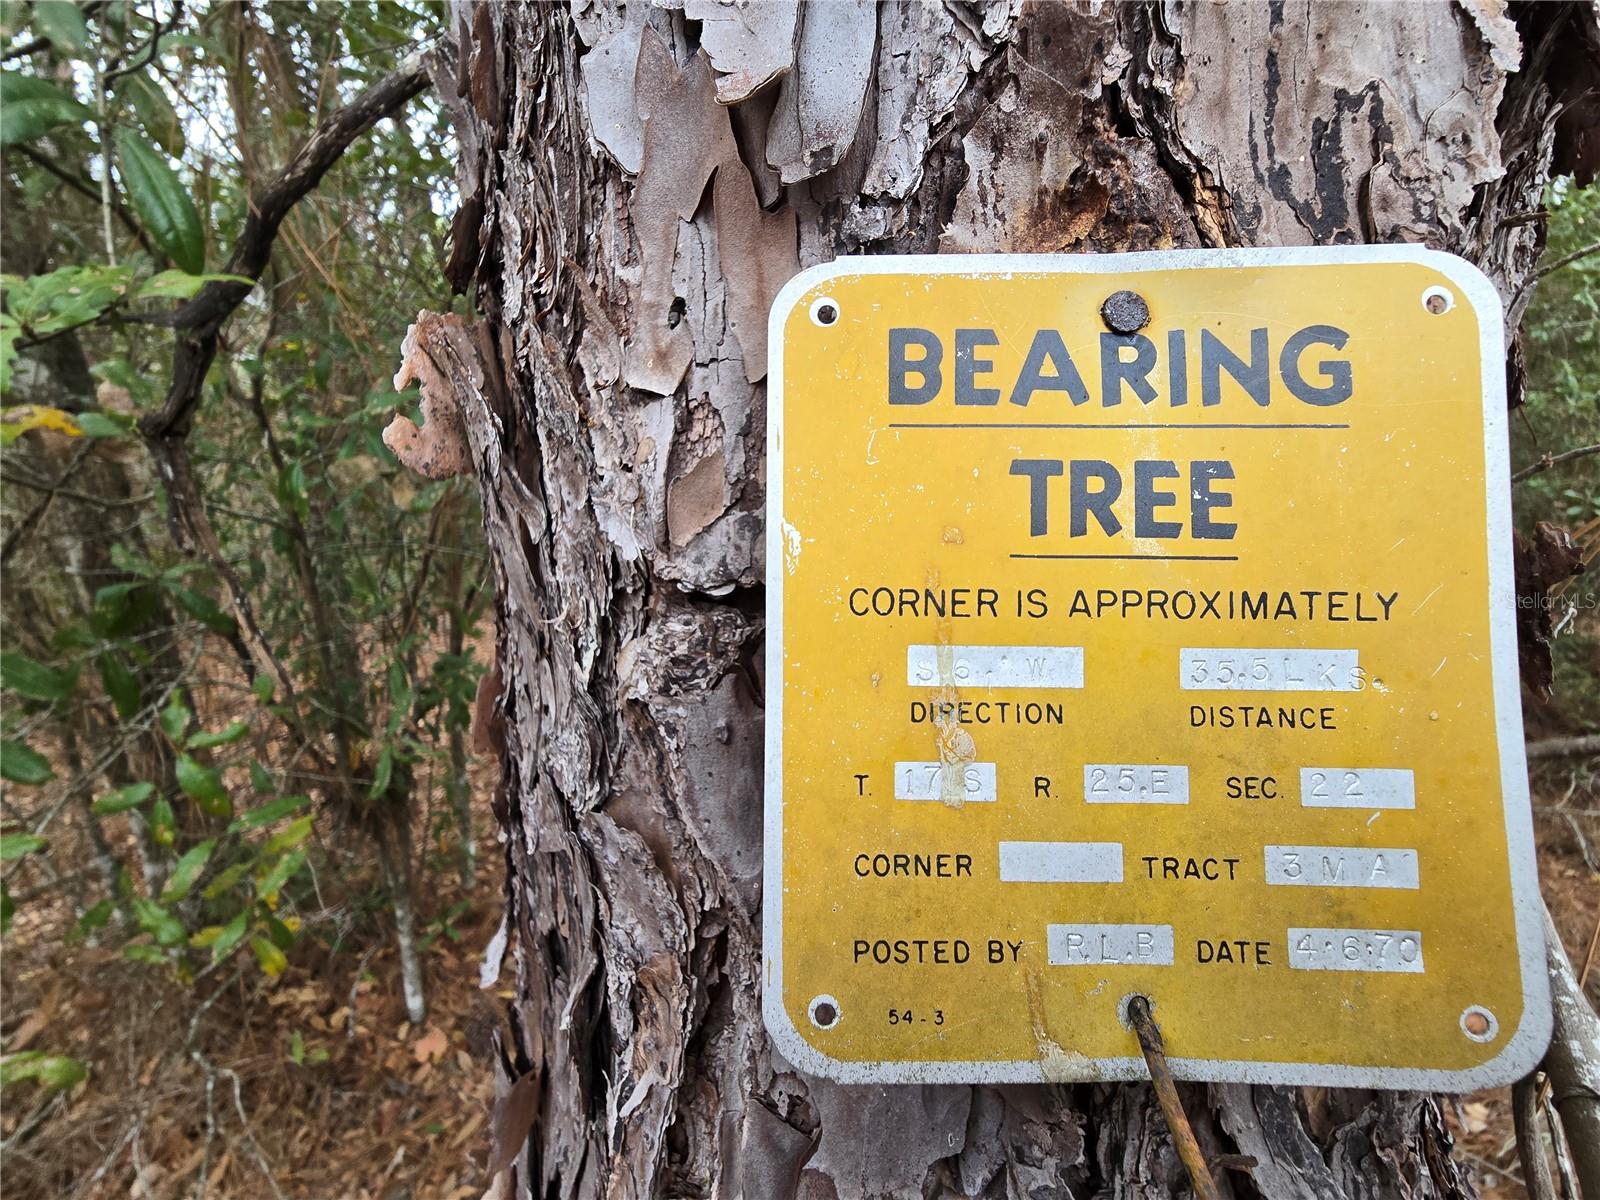 BEARING
TREE
CORNER IS APPROXIMATELY
S 6 W 35.5 LKS.
DIRECTION DISTANCE
T. 17 S R. 25.E SEC. 22
CORNER TRACT 3 M A
POSTED BY R.L.B DATE 4·6·70
54-3
Stellar MLS